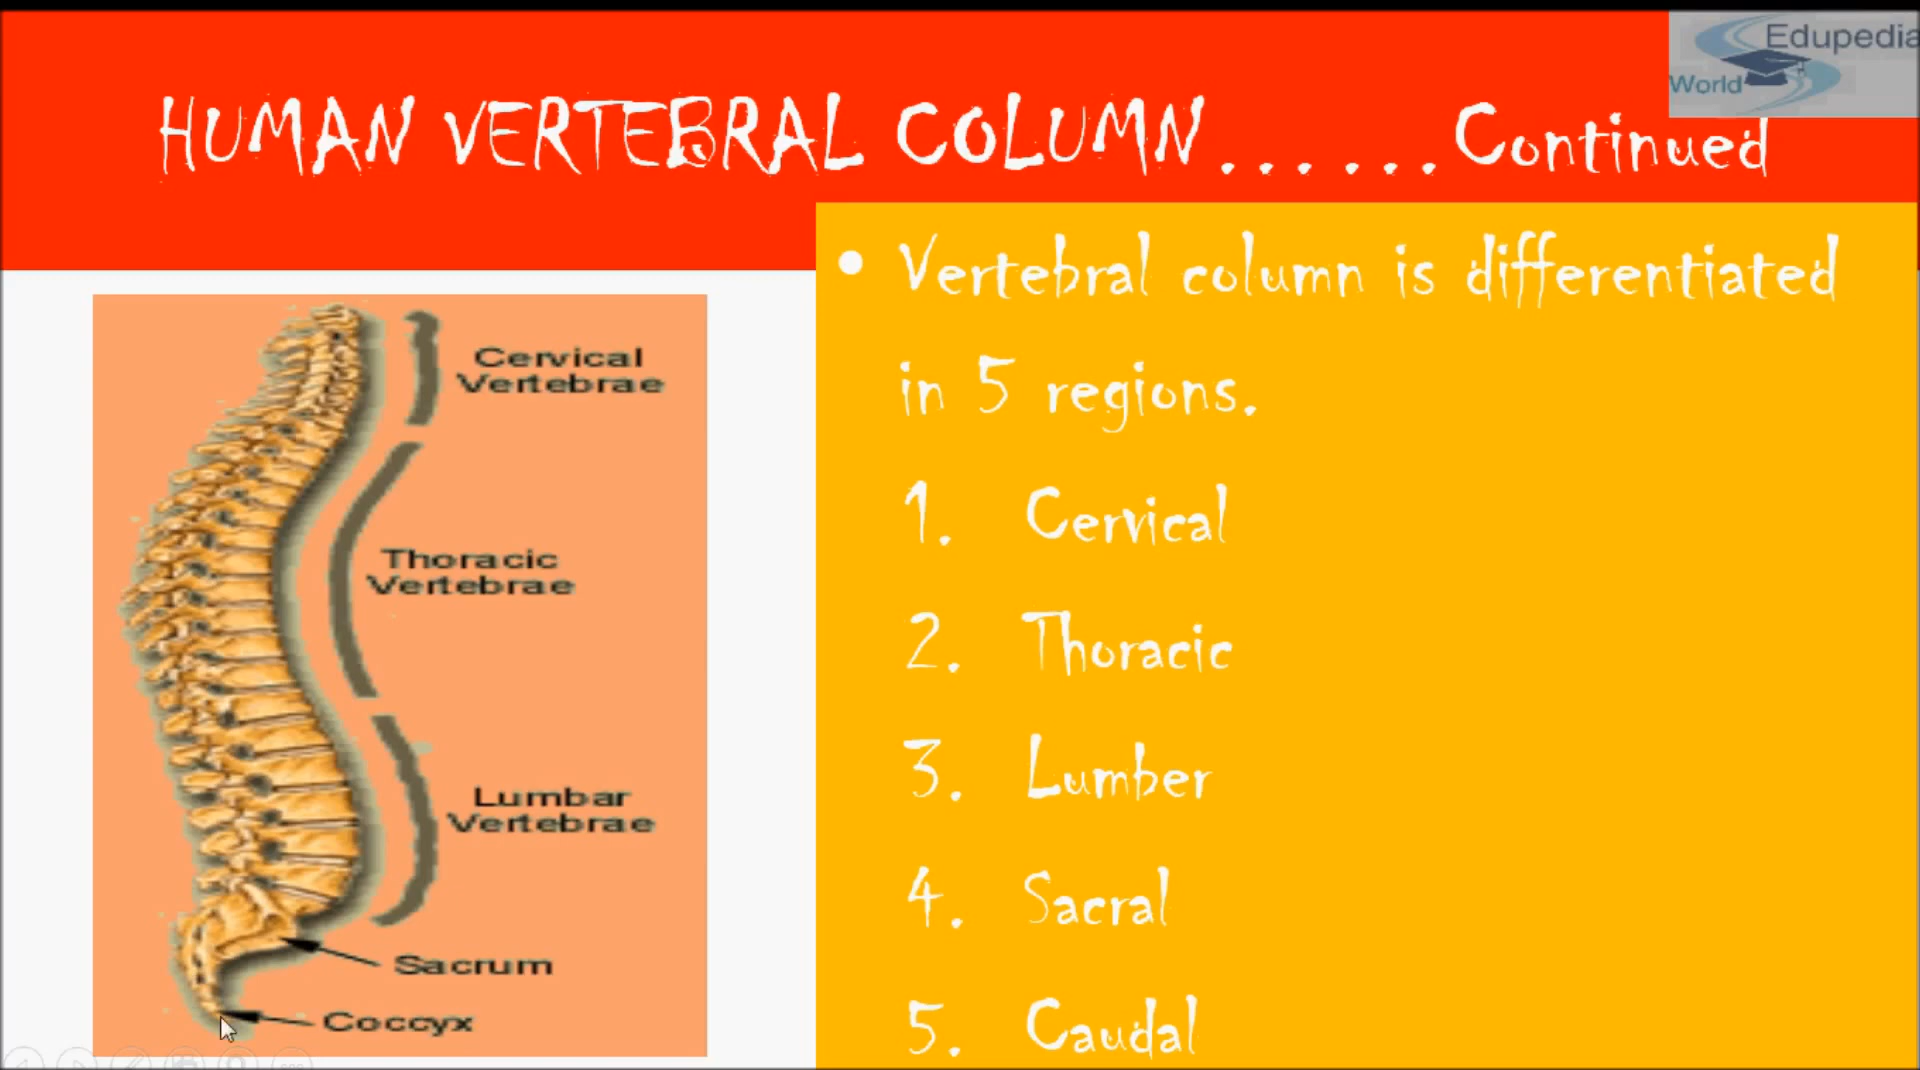 Edupedia
World
HUMAN VERTEBRAL COLUMN......Continued
Cervical
Vertebrae
Thoracic
Vertebrae
Lumbar
Vertebrae
Sacrum
Coccyx
• Vertebral column is differentiated
in 5 regions.
1. Cervical
2. Thoracic
3. Lumber
4. Sacral
5. Caudal